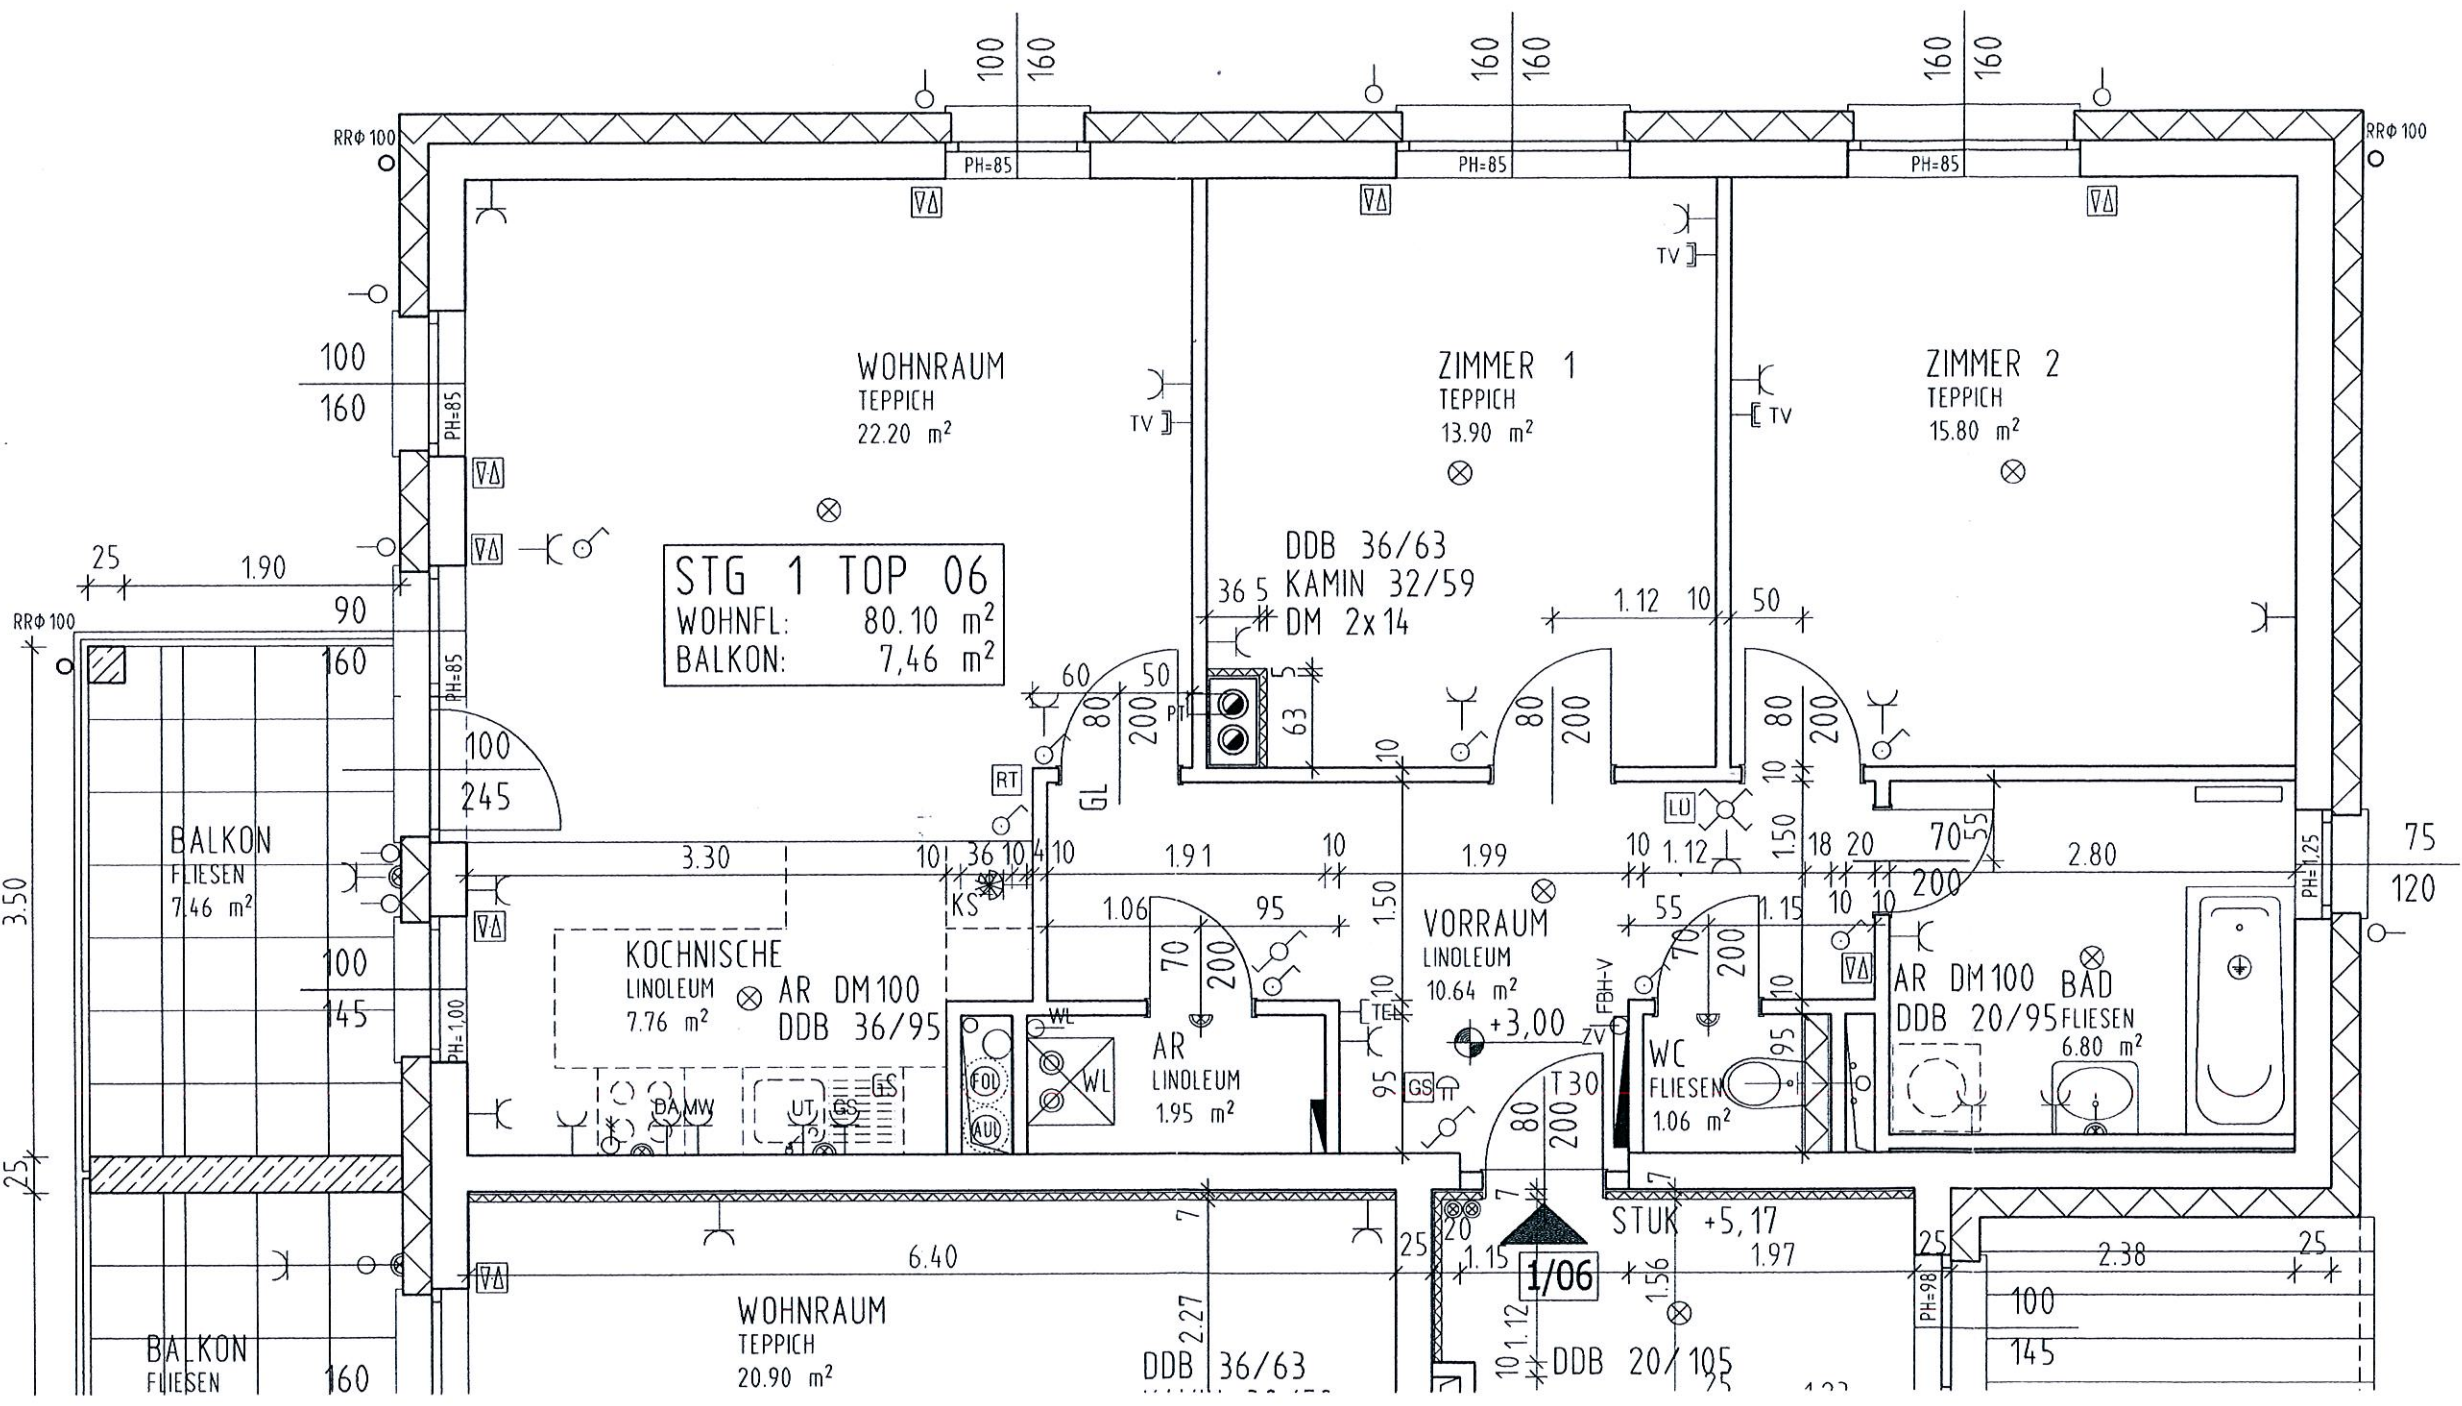 100
160
160
160
160
160
RRΦ 100
RRΦ 100
PH=85
PH=85
PH=85
TV
100
160
PH=85
WOHNRAUM
TEPPICH
22.20 m²
TV
ZIMMER 1
TEPPICH
13.90 m²
ZIMMER 2
TEPPICH
15.80 m²
TV
STG 1 TOP 06
WOHNFL: 80.10 m²
BALKON: 7,46 m²
DDB 36/63
KAMIN 32/59
DM 2x14
36 5
1.12 10 50
25 1.90
90
160
RRΦ 100
PH=85
60 50
80
200
PT
5
63
10
80
200
80
200
10
100
245
RT
GL
LÜ
1.50
70
200
55
75
120
PH=1,25
BALKON
FLIESEN
7.46 m²
3.50
3.30 10 36 10 4 10 1.91 10 1.99 10 1.12 18 20 2.80
KS
1.06 95
1.50
55 1.15 10 10
VORRAUM
LINOLEUM
10.64 m²
+3,00
KOCHNISCHE
LINOLEUM
7.76 m²
AR DM100
DDB 36/95
70
200
10
70
200
10
FBH-V
ZV
AR DM100
DDB 20/95
BAD
FLIESEN
6.80 m²
100
145
PH=1,00
WL
WL
TEL
AR
LINOLEUM
1.95 m²
FOL
AUL
GS
DA MW UT GS
95
GS
T30
80
200
WC
FLIESEN
1.06 m²
95
25
7
7
7
STUK +5,17
20
6.40 25 1.15 1.97 25 2.38 25
1/06
1.56
1.12
10
2.27
WOHNRAUM
TEPPICH
20.90 m²
DDB 36/63
DDB 20/105
PH=98
100
145
BALKON
FLIESEN
160